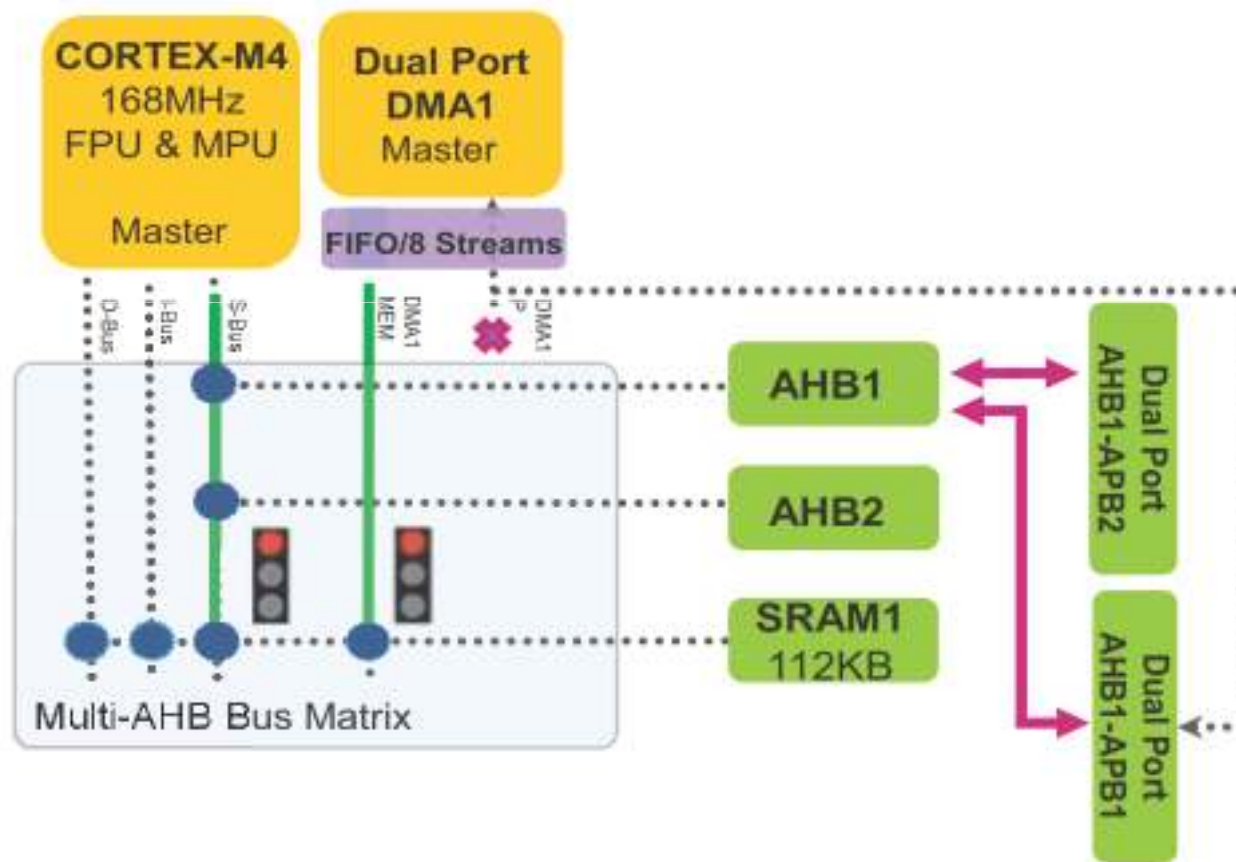 CORTEX-M4
168MHz
FPU & MPU
Master
Dual Port
DMA1
Master
FIFO/8 Streams
D-Bus
I-Bus
S-Bus
DMA1
MEM
DMA1
P
AHB1
AHB2
SRAM1
112KB
Dual Port
AHB1-APB2
Dual Port
AHB1-APB1
Multi-AHB Bus Matrix